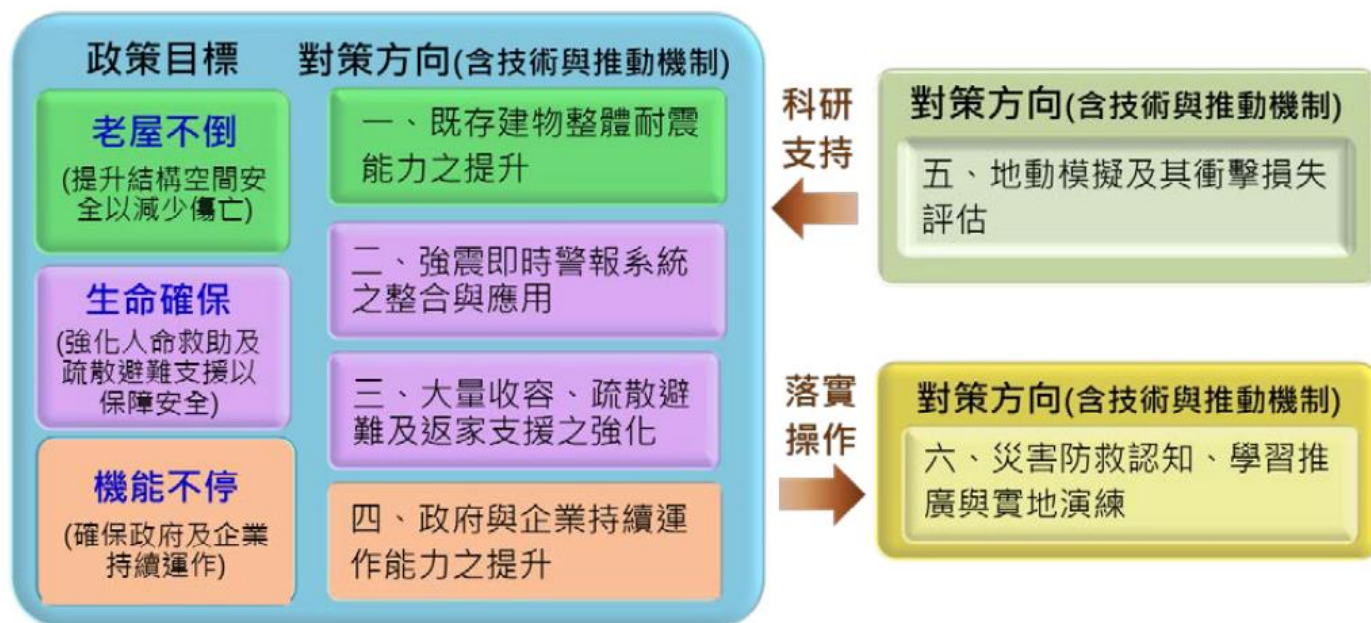 政策目標
老屋不倒
(提升結構空間安
全以減少傷亡)
生命確保
(強化人命救助及
疏散避難支援以
保障安全)
機能不停
(確保政府及企業
持續運作)
對策方向(含技術與推動機制)
一、既存建物整體耐震
能力之提升
二、強震即時警報系統
之整合與應用
三、大量收容、疏散避
難及返家支援之強化
四、政府與企業持續運
作能力之提升
科研
支持
對策方向(含技術與推動機制)
五、地動模擬及其衝擊損失
評估
落實
操作
對策方向(含技術與推動機制)
六、災害防救認知、學習推
廣與實地演練